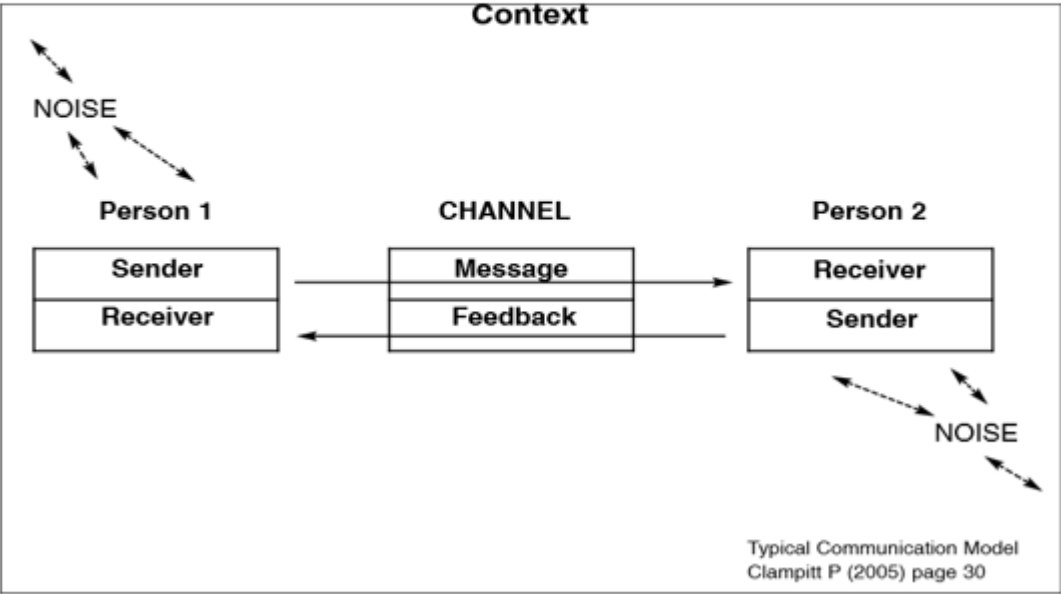 Context
NOISE
Person 1
CHANNEL
Person 2
Sender
Message
Receiver
Receiver
Feedback
Sender
NOISE
Typical Communication Model
Clampitt P (2005) page 30